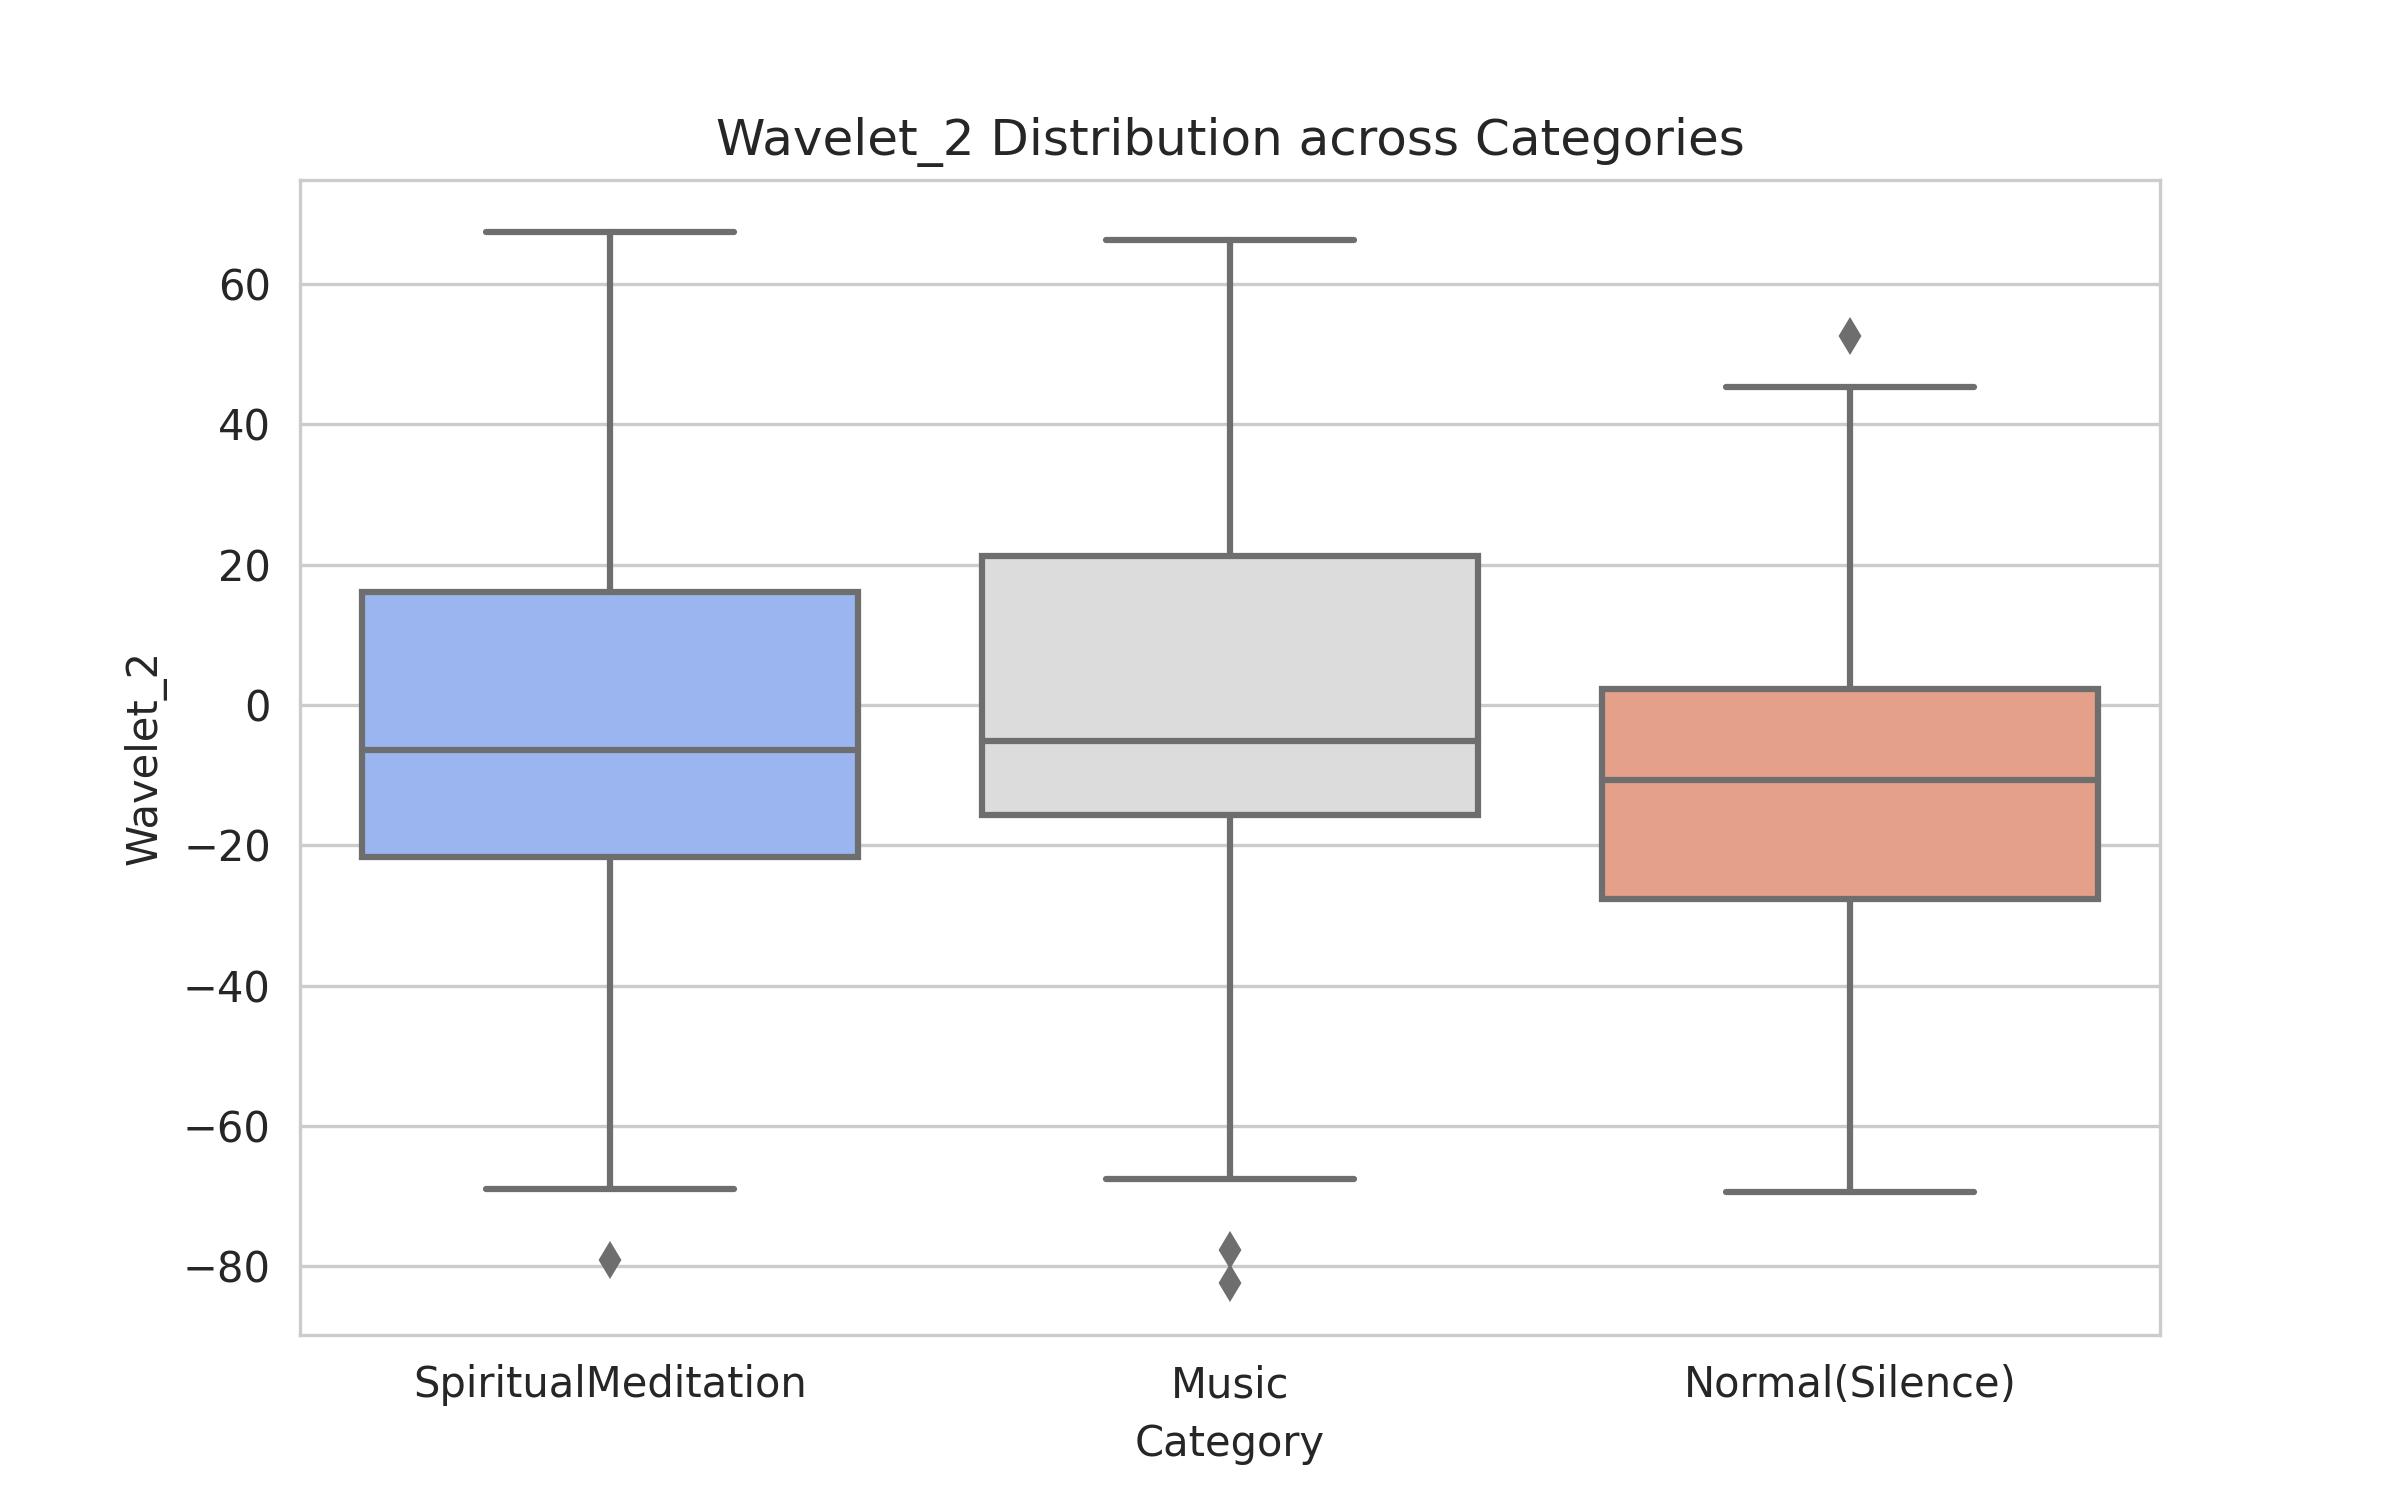 Wavelet_2 Distribution across Categories
Wavelet_2
60
40
20
0
−20
−40
−60
−80
SpiritualMeditation
Music
Normal(Silence)
Category